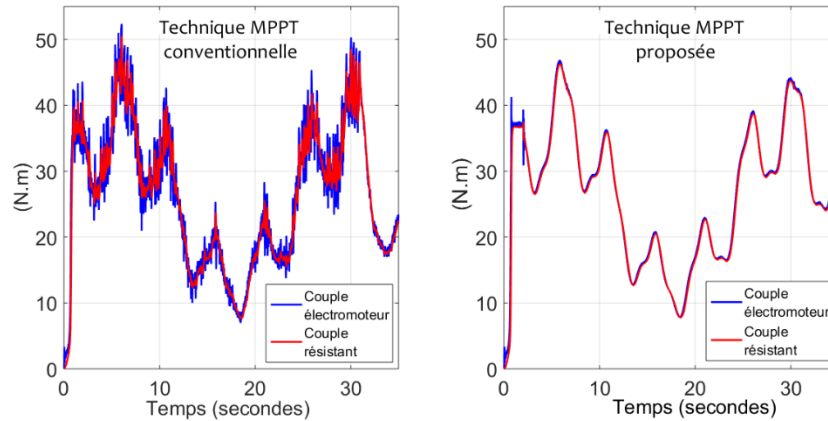 Technique MPPT
conventionnelle
(N.m)
50
40
30
20
10
0
0 10 20 30
Temps (secondes)
Couple
électromoteur
Couple
résistant
Technique MPPT
proposée
(N.m)
50
40
30
20
10
0
0 10 20 30
Temps (secondes)
Couple
électromoteur
Couple
résistant